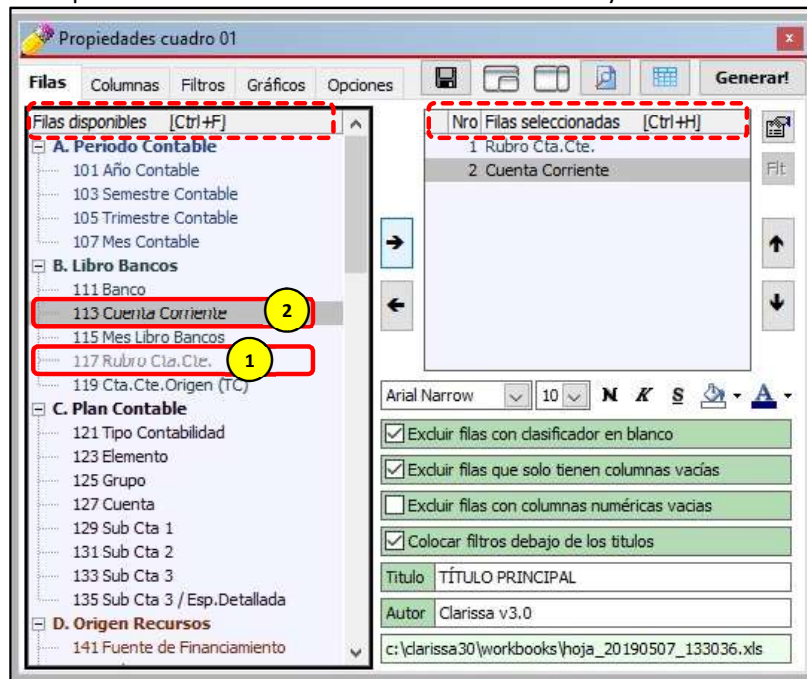 Propiedades cuadro 01
x
Filas Columnas Filtros Gráficos Opciones Generar!
Filas disponibles [Ctrl+F]
A. Periodo Contable
101 Año Contable
103 Semestre Contable
105 Trimestre Contable
107 Mes Contable
B. Libro Bancos
111 Banco
113 Cuenta Corriente
2
115 Mes Libro Bancos
117 Rubro Cta.Cte.
1
119 Cta.Cte.Origen (TC)
C. Plan Contable
121 Tipo Contabilidad
123 Elemento
125 Grupo
127 Cuenta
129 Sub Cta 1
131 Sub Cta 2
133 Sub Cta 3
135 Sub Cta 3 / Esp.Detallada
D. Origen Recursos
141 Fuente de Financiamiento
Nro Filas seleccionadas [Ctrl+H]
1 Rubro Cta.Cte.
2 Cuenta Corriente
Flt
Arial Narrow 10 N K S A
Excluir filas con clasificador en blanco
Excluir filas que solo tienen columnas vacías
Excluir filas con columnas numéricas vacias
Colocar filtros debajo de los titulos
Titulo TÍTULO PRINCIPAL
Autor Clarissa v3.0
c:\clarissa30\workbooks\hoja_20190507_133036.xls